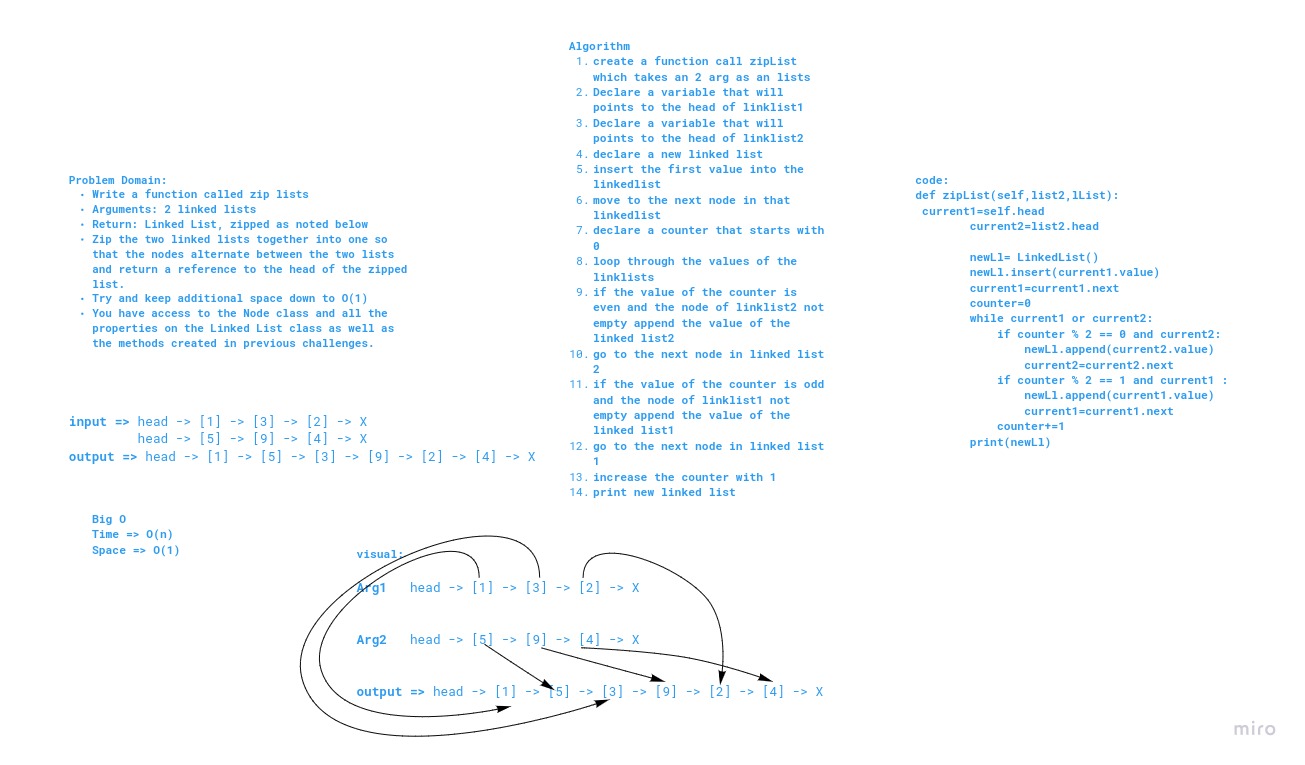 Problem Domain:
· Write a function called zip lists
· Arguments: 2 linked lists
· Return: Linked List, zipped as noted below
· Zip the two linked lists together into one so
that the nodes alternate between the two lists
and return a reference to the head of the zipped
list.
· Try and keep additional space down to O(1)
· You have access to the Node class and all the
properties on the Linked List class as well as
the methods created in previous challenges.
input => head -> [1] -> [3] -> [2] -> X
head -> [5] -> [9] -> [4] -> X
output => head -> [1] -> [5] -> [3] -> [9] -> [2] -> [4] -> X
Big O
Time => O(n)
Space => O(1)
Algorithm
1. create a function call zipList
which takes an 2 arg as an lists
2. Declare a variable that will
points to the head of linklist1
3. Declare a variable that will
points to the head of linklist2
4. declare a new linked list
5. insert the first value into the
linkedlist
6. move to the next node in that
linkedlist
7. declare a counter that starts with
0
8. loop through the values of the
linklists
9. if the value of the counter is
even and the node of linklist2 not
empty append the value of the
linked list2
10. go to the next node in linked list
2
11. if the value of the counter is odd
and the node of linklist1 not
empty append the value of the
linked list1
12. go to the next node in linked list
1
13. increase the counter with 1
14. print new linked list
code:
def zipList(self,list2,lList):
current1=self.head
current2=list2.head
newLl= LinkedList()
newLl.insert(current1.value)
current1=current1.next
counter=0
while current1 or current2:
if counter % 2 == 0 and current2:
newLl.append(current2.value)
current2=current2.next
if counter % 2 == 1 and current1 :
newLl.append(current1.value)
current1=current1.next
counter+=1
print(newLl)
visual:
Arg1 head -> [1] -> [3] -> [2] -> X
Arg2 head -> [5] -> [9] -> [4] -> X
output => head -> [1] -> [5] -> [3] -> [9] -> [2] -> [4] -> X
miro